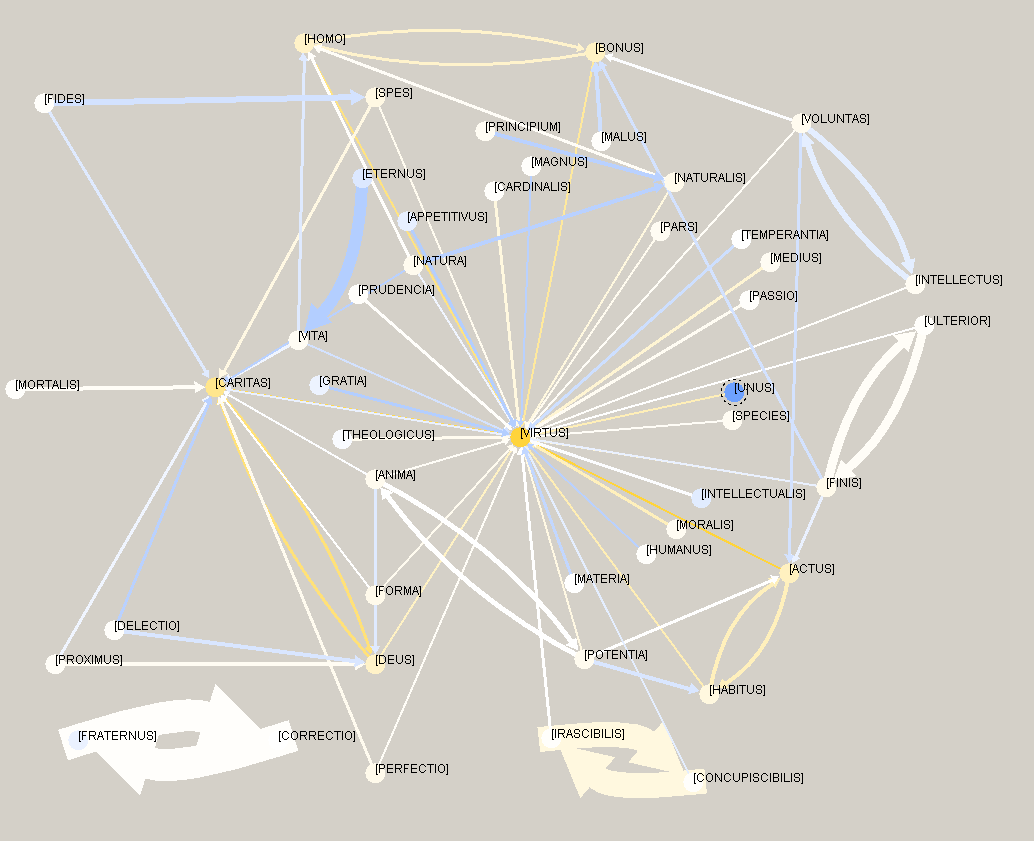 [HOMO]
[BONUS]
[FIDES]
[SPES]
[VOLUNTAS]
[PRINCIPIUM]
[MALUS]
[MAGNUS]
[ETERNUS]
[NATURALIS]
[CARDINALIS]
[APPETITIVUS]
[PARS]
[TEMPERANTIA]
[NATURA]
[MEDIUS]
[INTELLECTUS]
[PRUDENCIA]
[PASSIO]
[ULTERIOR]
[VITA]
[MORTALIS]
[CARITAS]
[GRATIA]
[UNUS]
[SPECIES]
[THEOLOGICUS]
[VIRTUS]
[ANIMA]
[FINIS]
[INTELLECTUALIS]
[MORALIS]
[HUMANUS]
[ACTUS]
[MATERIA]
[FORMA]
[DELECTIO]
[PROXIMUS]
[DEUS]
[POTENTIA]
[HABITUS]
[FRATERNUS]
[CORRECTIO]
[IRASCIBILIS]
[PERFECTIO]
[CONCUPISCIBILIS]